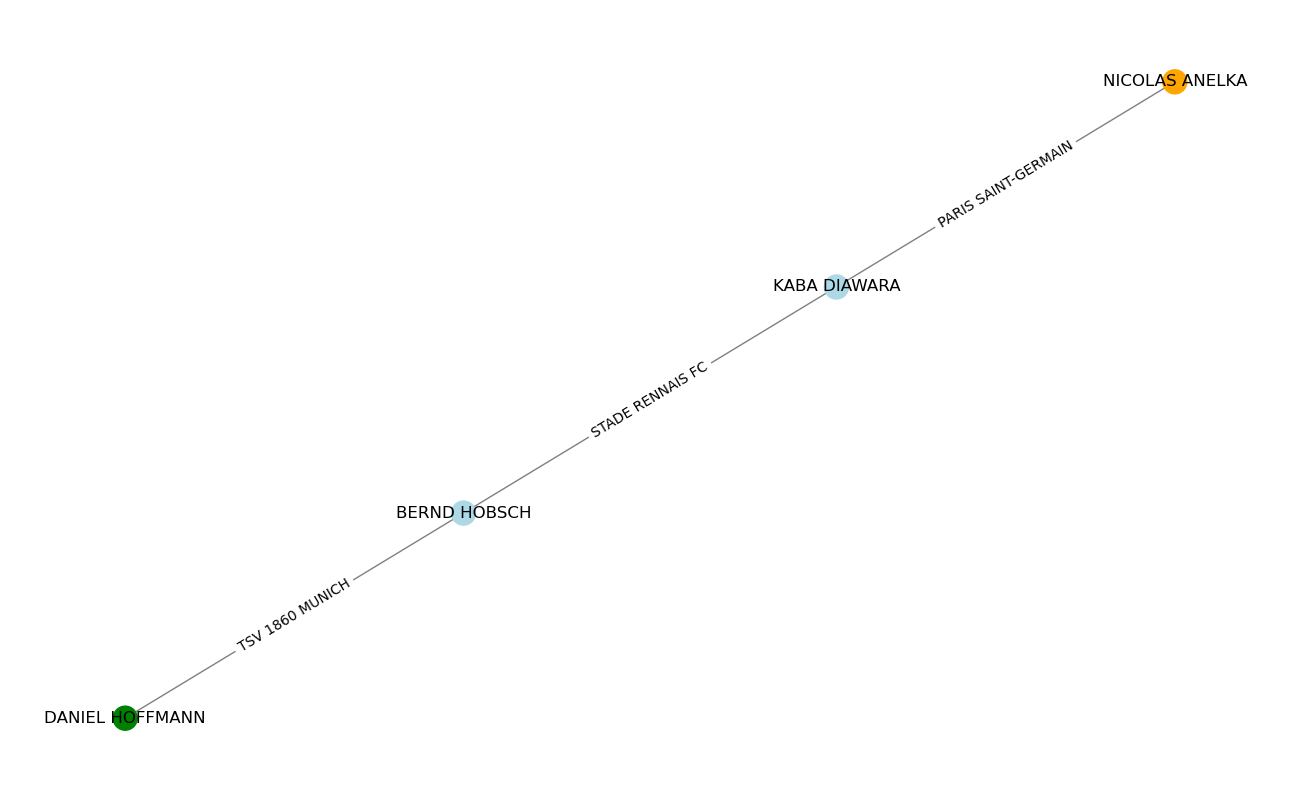 NICOLAS ANELKA
PARIS SAINT-GERMAIN
KABA DIAWARA
STADE RENNAIS FC
BERND HOBSCH
TSV 1860 MUNICH
DANIEL HOFFMANN